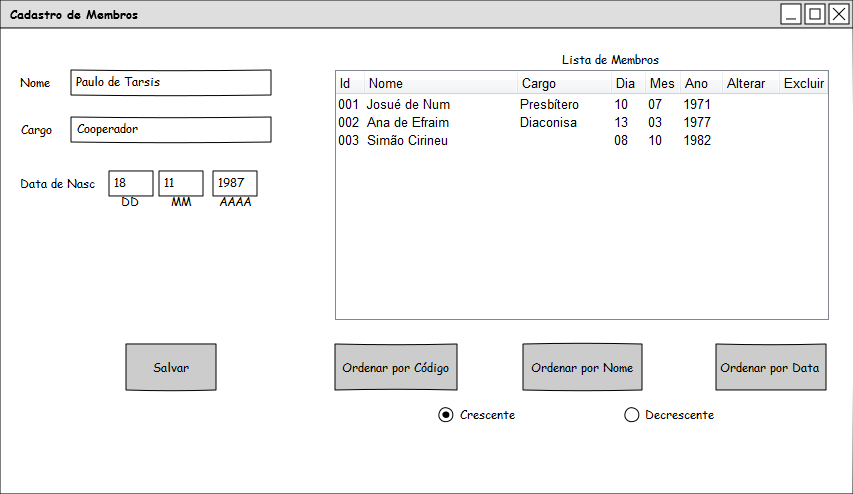 Cadastro de Membros
Lista de Membros
Nome Paulo de Tarsis
Cargo Cooperador
Data de Nasc 18 11 1987
DD MM AAAA
Id Nome Cargo Dia Mes Ano Alterar Excluir
001 Josué de Num Presbítero 10 07 1971
002 Ana de Efraim Diaconisa 13 03 1977
003 Simão Cirineu 08 10 1982
Salvar
Ordenar por Código Ordenar por Nome Ordenar por Data
Crescente Decrescente